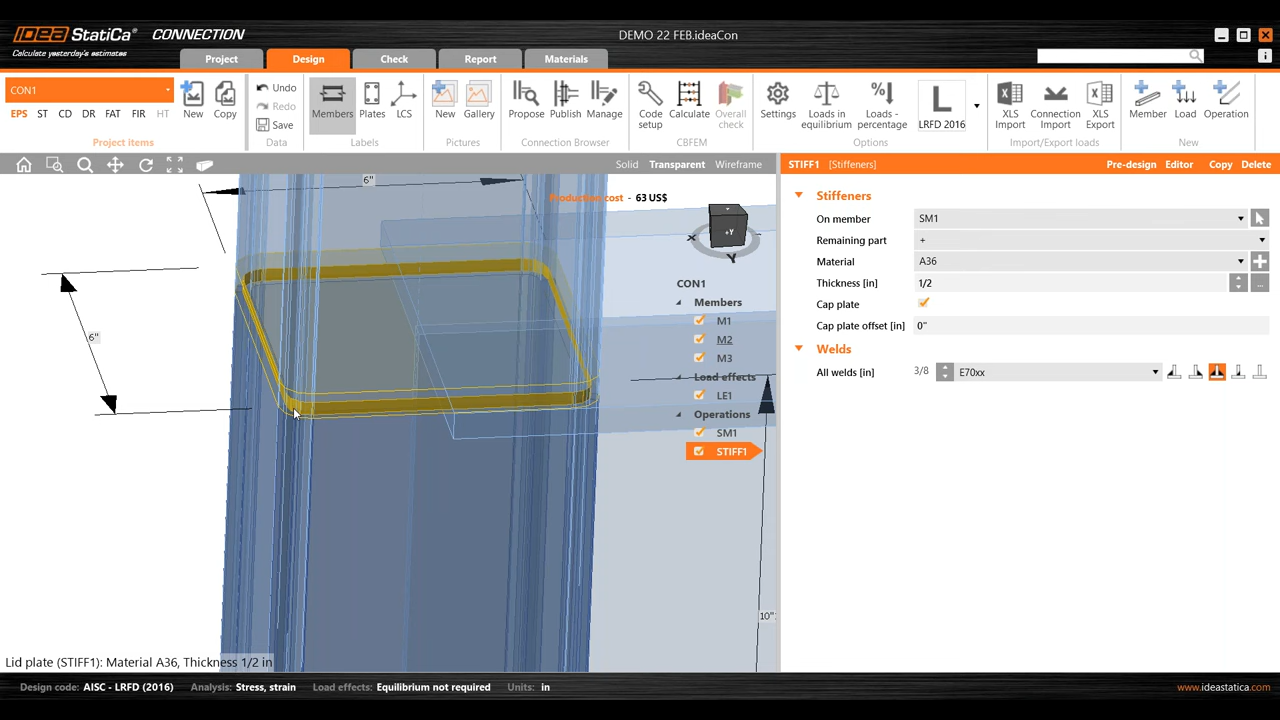 IDEA StatiCa® CONNECTION
Calculate yesterday's estimates
DEMO 22 FEB.ideaCon
Project Design Check Report Materials
CON1
EPS ST CD DR FAT FIR HT
New Copy
Undo
Redo
Save
Members Plates LCS
New Gallery
Propose Publish Manage
Code setup Calculate Overall check
Settings Loads in equilibrium Loads - percentage
LRFD 2016
XLS Import Connection Import XLS Export
Member Load Operation
Project items Data Labels Pictures Connection Browser CBFEM Options Import/Export loads New
Solid Transparent Wireframe
STIFF1 [Stiffeners] Pre-design Editor Copy Delete
6"
Production cost - 63 US$
+Y
X
Y
6"
10"
CON1
Members
M1
M2
M3
Load effects
LE1
Operations
SM1
STIFF1
Stiffeners
On member SM1
Remaining part +
Material A36
Thickness [in] 1/2
Cap plate
Cap plate offset [in] 0"
Welds
All welds [in] 3/8 E70xx
Lid plate (STIFF1): Material A36, Thickness 1/2 in
Design code: AISC - LRFD (2016) Analysis: Stress, strain Load effects: Equilibrium not required Units: in
www.ideastatica.com